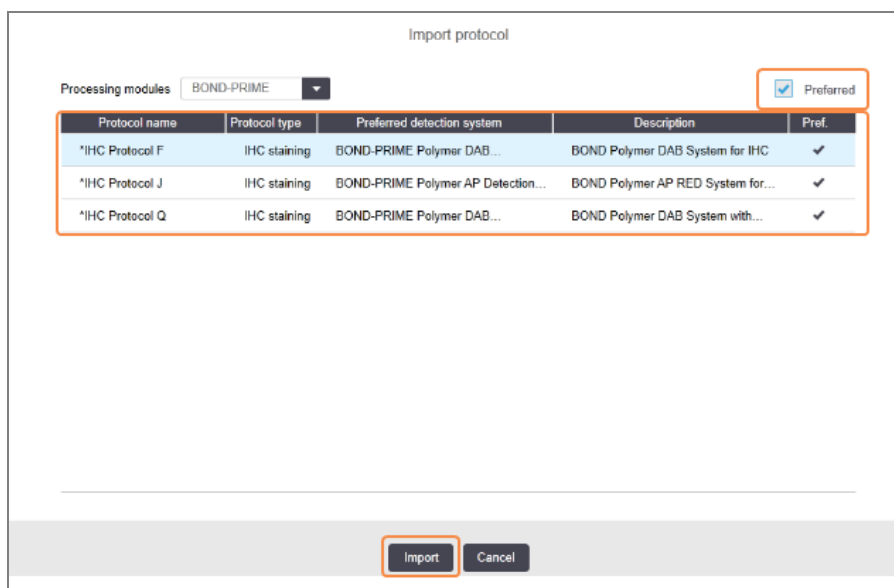 Import protocol
Processing modules BOND-PRIME Preferred
Protocol name Protocol type Preferred detection system Description Pref.
*IHC Protocol F IHC staining BOND-PRIME Polymer DAB... BOND Polymer DAB System for IHC
*IHC Protocol J IHC staining BOND-PRIME Polymer AP Detection... BOND Polymer AP RED System for...
*IHC Protocol Q IHC staining BOND-PRIME Polymer DAB... BOND Polymer DAB System with...
Import Cancel